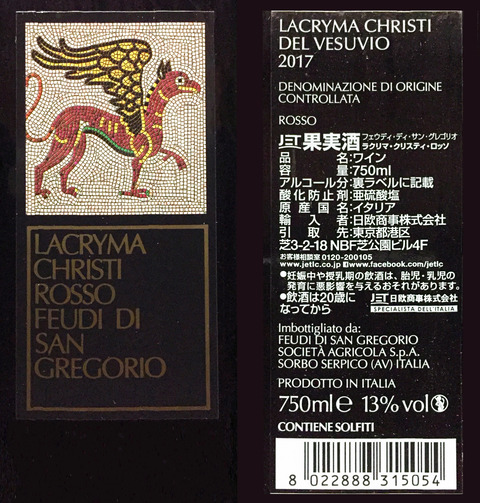 LACRYMA
CHRISTI
ROSSO
FEUDI DI
SAN
GREGORIO
LACRYMA CHRISTI
DEL VESUVIO
2017
DENOMINAZIONE DI ORIGINE
CONTROLLATA
ROSSO
JET 果実酒 フェウディ・ディ・サン・グレゴリオ
ラクリマ・クリスティ・ロッソ
品名:ワイン
容量:750ml
アルコール分:裏ラベルに記載
酸化防止剤:亜硫酸塩
原産国名:イタリア
輸入者:日欧商事株式会社
引取先:東京都港区
芝3-2-18 NBF芝公園ビル4F
お客様相談室 0120-200105
www.jetlc.co.jp www.facebook.com/jetlc
●妊娠中や授乳期の飲酒は、胎児・乳児の
発育に悪影響を与えるおそれがあります。
●飲酒は20歳に
なってから
JET 日欧商事株式会社
SPECIALISTA DELL'ITALIA
Imbottigliato da:
FEUDI DI SAN GREGORIO
SOCIETÀ AGRICOLA S.p.A.
SORBO SERPICO (AV) ITALIA
PRODOTTO IN ITALIA
750ml e 13% vol
CONTIENE SOLFITI
8 022888 315054